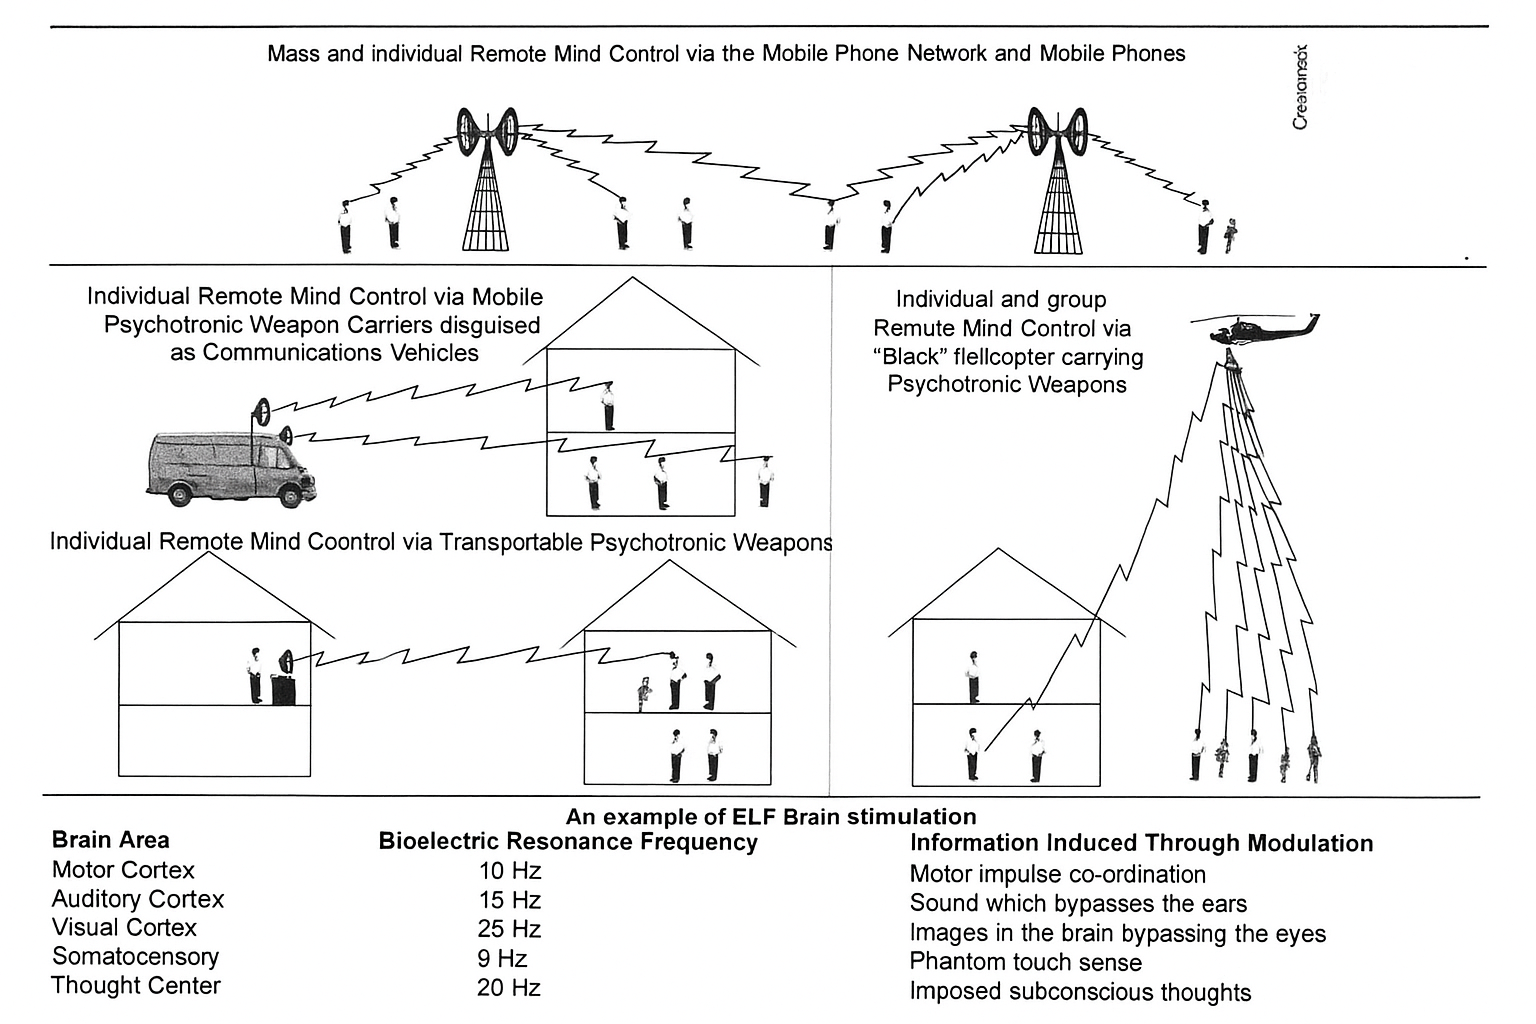 Mass and individual Remote Mind Control via the Mobile Phone Network and Mobile Phones
Individual Remote Mind Control via Mobile
Psychotronic Weapon Carriers disguised
as Communications Vehicles
Individual and group
Remute Mind Control via
“Black” flellcopter carrying
Psychotronic Weapons
Individual Remote Mind Coontrol via Transportable Psychotronic Weapons
An example of ELF Brain stimulation
Brain Area Bioelectric Resonance Frequency Information Induced Through Modulation
Motor Cortex 10 Hz Motor impulse co-ordination
Auditory Cortex 15 Hz Sound which bypasses the ears
Visual Cortex 25 Hz Images in the brain bypassing the eyes
Somatocensory 9 Hz Phantom touch sense
Thought Center 20 Hz Imposed subconscious thoughts